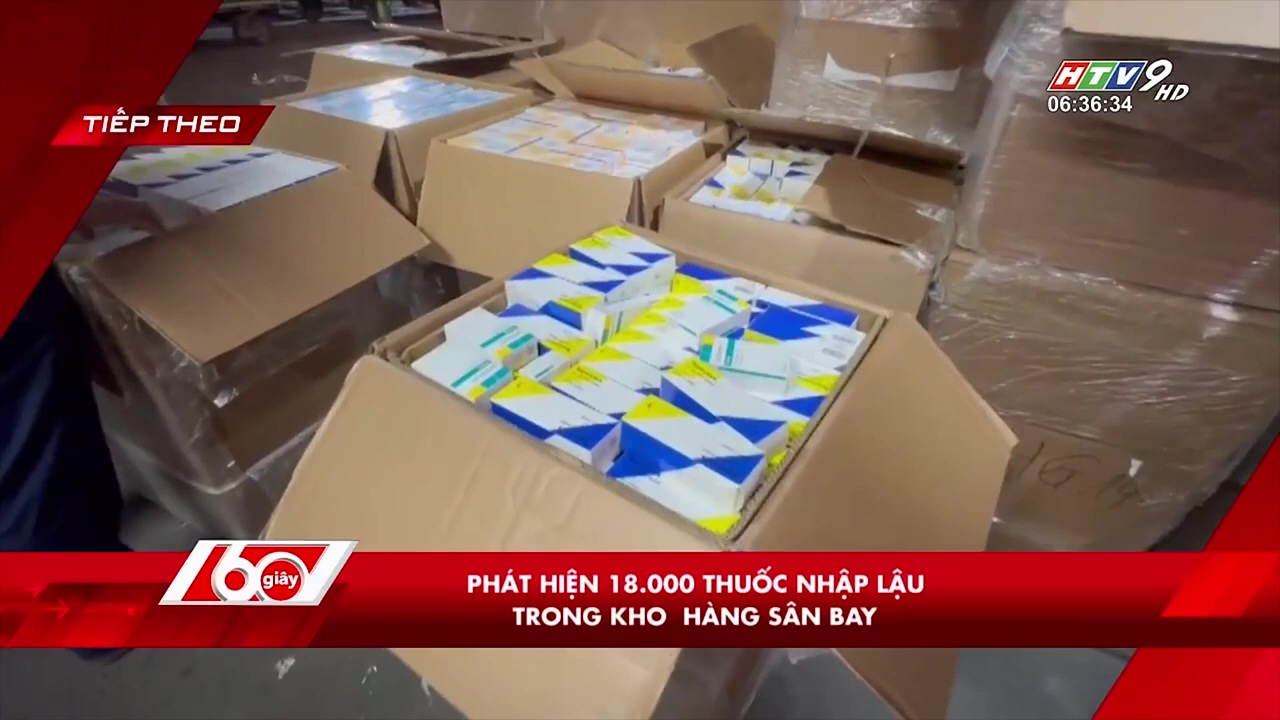 HTV9 HD
06:36:34
TIẾP THEO
60 giây
PHÁT HIỆN 18.000 THUỐC NHẬP LẬU
TRONG KHO HÀNG SÂN BAY